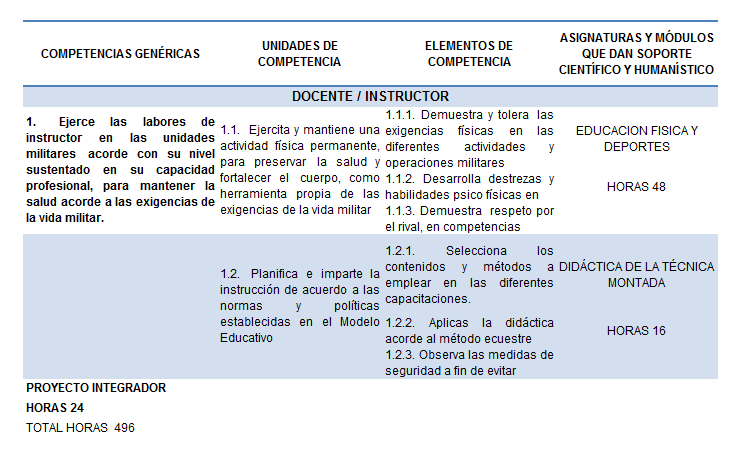 COMPETENCIAS GENÉRICAS
UNIDADES DE
COMPETENCIA
ELEMENTOS DE
COMPETENCIA
ASIGNATURAS Y MÓDULOS
QUE DAN SOPORTE
CIENTÍFICO Y HUMANÍSTICO
DOCENTE / INSTRUCTOR
1. Ejerce las labores de
instructor en las unidades
militares acorde con su nivel
sustentado en su capacidad
profesional, para mantener la
salud acorde a las exigencias de
la vida militar.
1.1. Ejercita y mantiene una
actividad física permanente,
para preservar la salud y
fortalecer el cuerpo, como
herramienta propia de las
exigencias de la vida militar
1.1.1. Demuestra y tolera las
exigencias físicas en las
diferentes actividades y
operaciones militares
1.1.2. Desarrolla destrezas y
habilidades psico físicas en
1.1.3. Demuestra respeto por
el rival, en competencias
EDUCACION FISICA Y
DEPORTES
HORAS 48
1.2. Planifica e imparte la
instrucción de acuerdo a las
normas y políticas
establecidas en el Modelo
Educativo
1.2.1. Selecciona los
contenidos y métodos a
emplear en las diferentes
capacitaciones.
1.2.2. Aplicas la didáctica
acorde al método ecuestre
1.2.3. Observa las medidas de
seguridad a fin de evitar
DIDÁCTICA DE LA TÉCNICA
MONTADA
HORAS 16
PROYECTO INTEGRADOR
HORAS 24
TOTAL HORAS 496